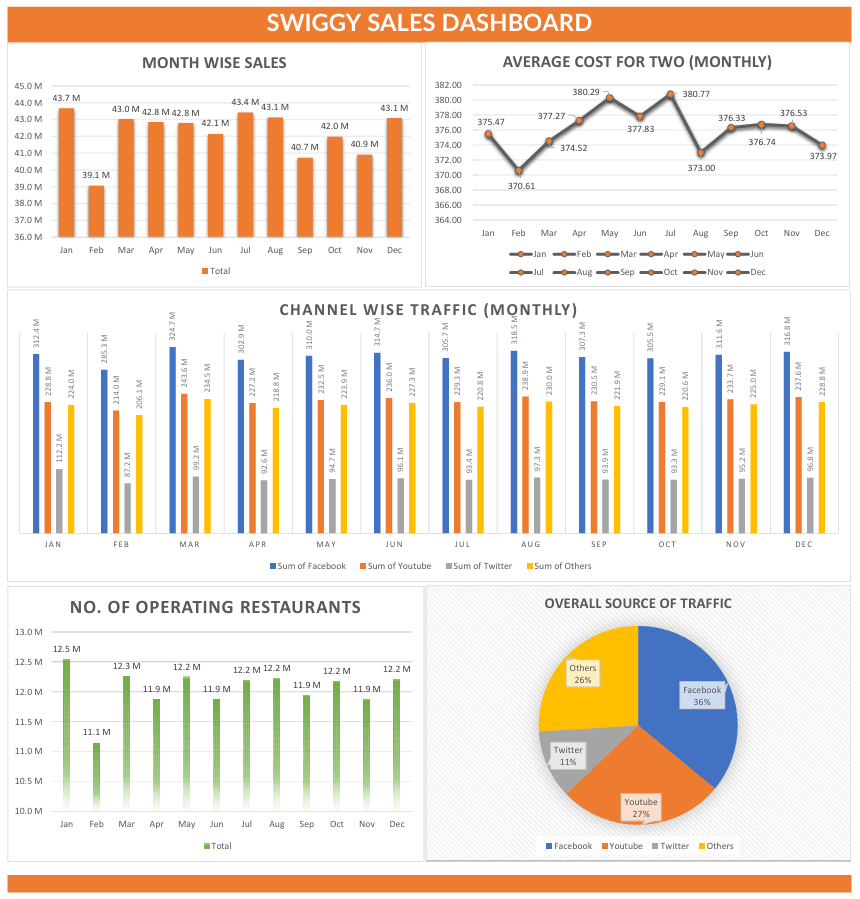 SWIGGY SALES DASHBOARD
MONTH WISE SALES
45.0 M
44.0 M
43.0 M
42.0 M
41.0 M
40.0 M
39.0 M
38.0 M
37.0 M
36.0 M
43.7 M
39.1 M
43.0 M
42.8 M
42.8 M
42.1 M
43.4 M
43.1 M
40.7 M
42.0 M
40.9 M
43.1 M
Jan Feb Mar Apr May Jun Jul Aug Sep Oct Nov Dec
Total
AVERAGE COST FOR TWO (MONTHLY)
382.00
380.00
378.00
376.00
374.00
372.00
370.00
368.00
366.00
364.00
375.47
370.61
374.52
377.27
380.29
377.83
380.77
373.00
376.33
376.74
376.53
373.97
Jan Feb Mar Apr May Jun Jul Aug Sep Oct Nov Dec
Jan Feb Mar Apr May Jun
Jul Aug Sep Oct Nov Dec
CHANNEL WISE TRAFFIC (MONTHLY)
312.4 M
228.8 M
112.2 M
224.0 M
285.3 M
214.0 M
87.2 M
206.1 M
324.7 M
243.6 M
99.2 M
234.5 M
302.9 M
227.2 M
92.6 M
218.8 M
310.0 M
232.5 M
94.7 M
223.9 M
314.7 M
236.0 M
96.1 M
227.3 M
305.7 M
229.3 M
93.4 M
220.8 M
318.5 M
238.9 M
97.3 M
230.0 M
307.3 M
230.5 M
93.9 M
221.9 M
305.5 M
229.1 M
93.3 M
220.6 M
311.6 M
233.7 M
95.2 M
225.0 M
316.8 M
237.6 M
96.8 M
228.8 M
JAN FEB MAR APR MAY JUN JUL AUG SEP OCT NOV DEC
Sum of Facebook Sum of Youtube Sum of Twitter Sum of Others
NO. OF OPERATING RESTAURANTS
13.0 M
12.5 M
12.0 M
11.5 M
11.0 M
10.5 M
10.0 M
12.5 M
11.1 M
12.3 M
11.9 M
12.2 M
11.9 M
12.2 M
12.2 M
11.9 M
12.2 M
11.9 M
12.2 M
Jan Feb Mar Apr May Jun Jul Aug Sep Oct Nov Dec
Total
OVERALL SOURCE OF TRAFFIC
Others
26%
Facebook
36%
Twitter
11%
Youtube
27%
Facebook Youtube Twitter Others